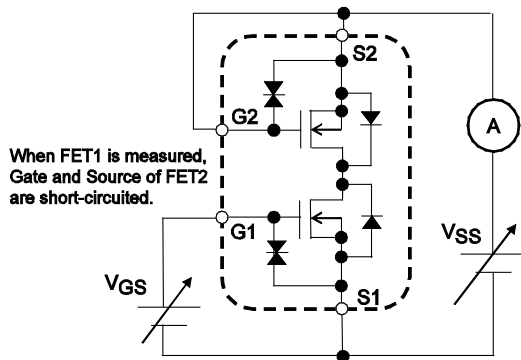 S2
G2
A
When FET1 is measured,
Gate and Source of FET2
are short-circuited.
G1
VSS
VGS
S1